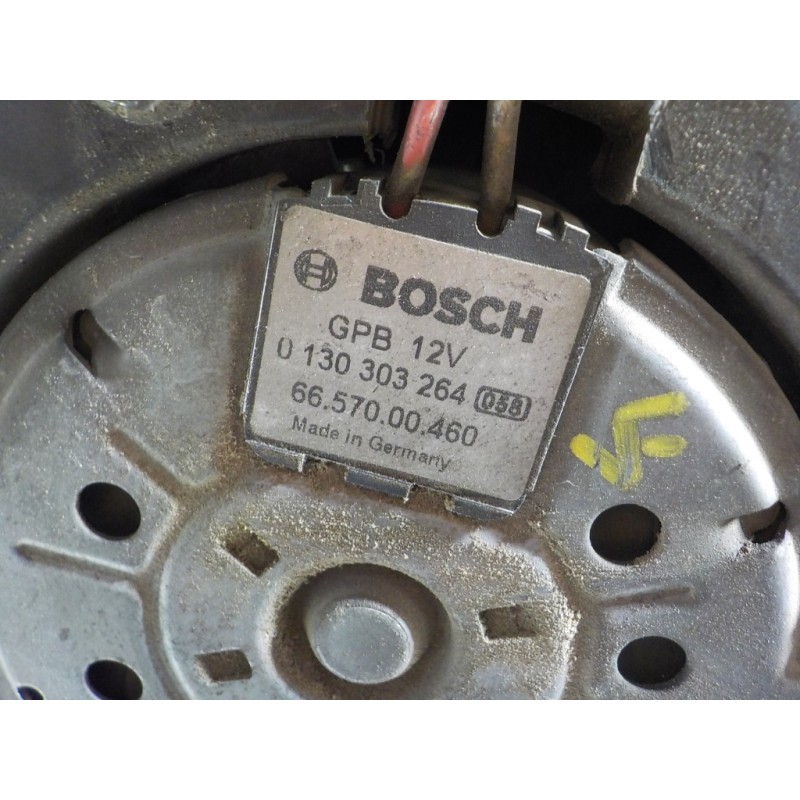 BOSCH
GPB 12V
0 130 303 264 058
66.570.00.460
Made in Germany